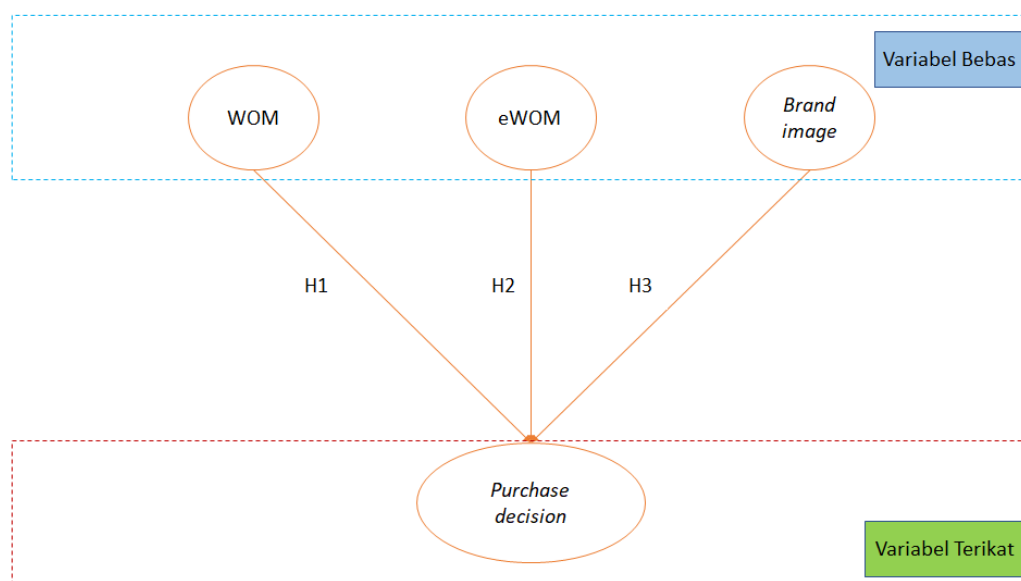 Variabel Bebas
WOM
eWOM
Brand
image
H1
H2
H3
Purchase
decision
Variabel Terikat